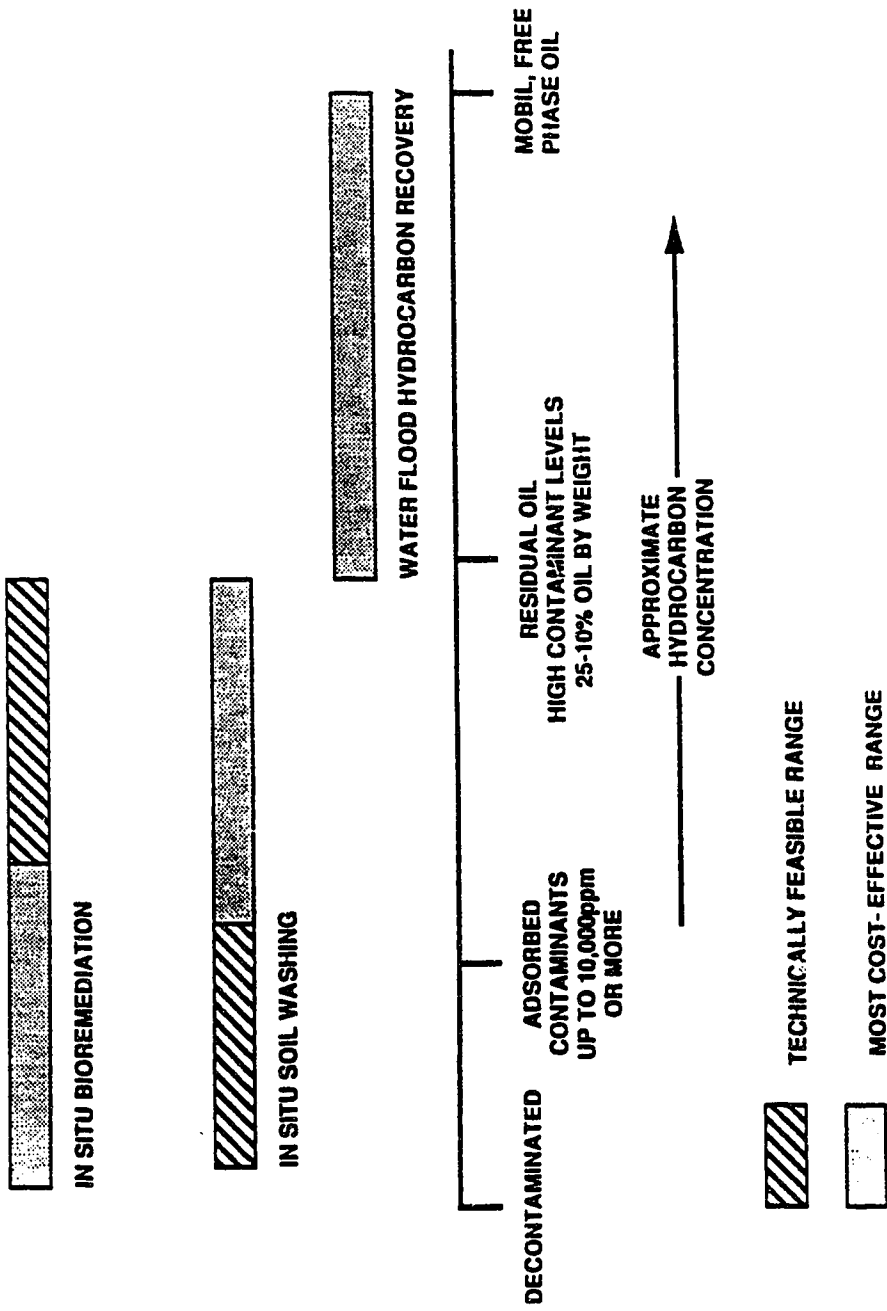 IN SITU BIOREMEDIATION
IN SITU SOIL WASHING
WATER FLOOD HYDROCARBON RECOVERY
DECONTAMINATED
ADSORBED
CONTAMINANTS
UP TO 10,000ppm
OR MORE
RESIDUAL OIL
HIGH CONTAMINANT LEVELS
25-10% OIL BY WEIGHT
MOBIL, FREE
PHASE OIL
APPROXIMATE
HYDROCARBON
CONCENTRATION
TECHNICALLY FEASIBLE RANGE
MOST COST-EFFECTIVE RANGE